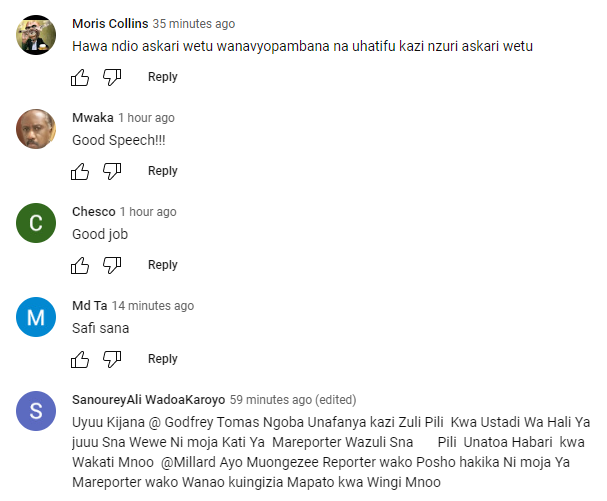 Moris Collins 35 minutes ago
Hawa ndio askari wetu wanavyopambana na uhatifu kazi nzuri askari wetu
Reply
Mwaka 1 hour ago
Good Speech!!!
Reply
C
Chesco 1 hour ago
Good job
Reply
M
Md Ta 14 minutes ago
Safi sana
Reply
S
SanoureyAli WadoaKaroyo 59 minutes ago (edited)
Uyuu Kijana @ Godfrey Tomas Ngoba Unafanya kazi Zuli Pili Kwa Ustadi Wa Hali Ya
juuu Sna Wewe Ni moja Kati Ya Mareporter Wazuli Sna Pili Unatoa Habari kwa
Wakati Mnoo @Millard Ayo Muongezee Reporter wako Posho hakika Ni moja Ya
Mareporter wako Wanao kuingizia Mapato kwa Wingi Mnoo